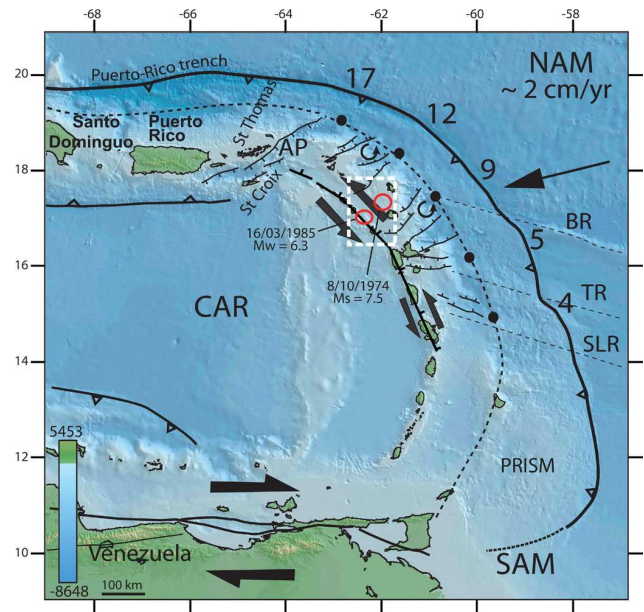 -68 -66 -64 -62 -60 -58
20
18
16
14
12
10
Puerto-Rico trench
17
12
9
5
4
NAM
~ 2 cm/yr
Santo
Dominguo
Puerto
Rico
St Thomas
AP
St Croix
16/03/1985
Mw = 6.3
8/10/1974
Ms = 7.5
BR
TR
SLR
CAR
PRISM
5453
-8648
100 km
Venezuela
SAM